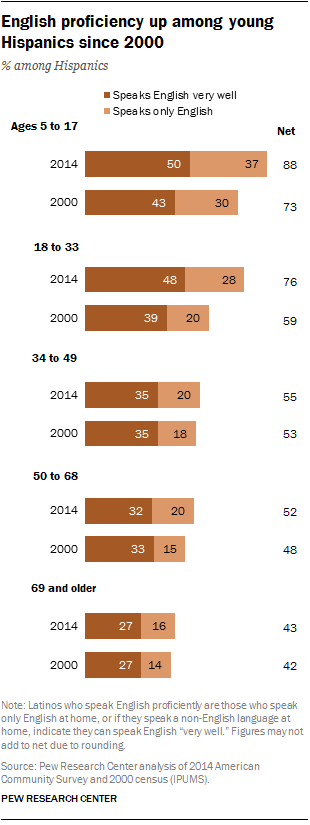 English proficiency up among young
Hispanics since 2000
% among Hispanics
Speaks English very well
Speaks only English
Ages 5 to 17
Net
2014 50 37 88
2000 43 30 73
18 to 33
2014 48 28 76
2000 39 20 59
34 to 49
2014 35 20 55
2000 35 18 53
50 to 68
2014 32 20 52
2000 33 15 48
69 and older
2014 27 16 43
2000 27 14 42
Note: Latinos who speak English proficiently are those who speak
only English at home, or if they speak a non-English language at
home, indicate they can speak English “very well.” Figures may not
add to net due to rounding.
Source: Pew Research Center analysis of 2014 American
Community Survey and 2000 census (IPUMS).
PEW RESEARCH CENTER